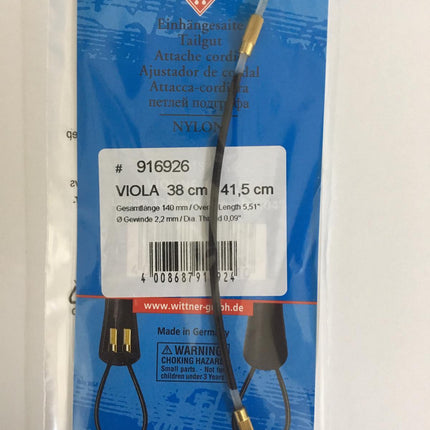 Einhängesaite
Tailgut
Attache cordier
Ajustador de cordal
Attacca-cordiera
петлей подгрифа
NYLON
# 916926
VIOLA 38 cm 41,5 cm
Gesamtlänge 140 mm / Overall Length 5,51"
Ø Gewinde 2,2 mm / Dia. Thread 0,09"
4 008687 91 924
www.wittner-gmbh.de
Made in Germany
WARNING:
CHOKING HAZARD
Small parts. - Not for
children under 3 Years